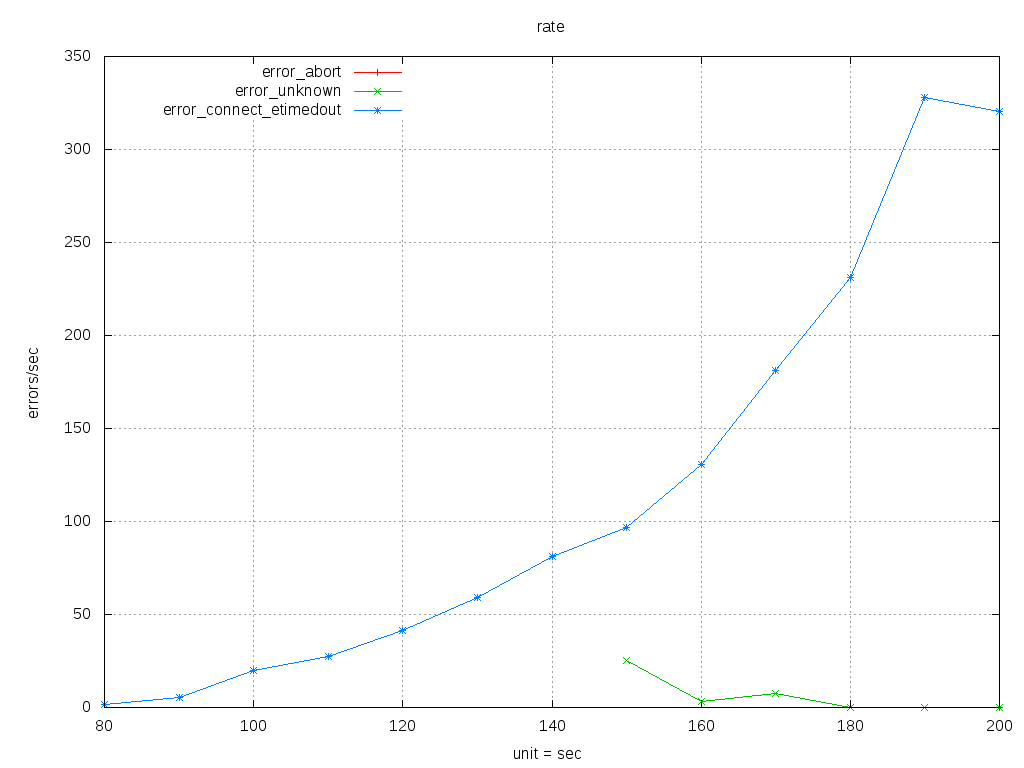 rate
350
300
250
200
150
100
50
0
errors/sec
error_abort
error_unknown
error_connect_etimedout
80 100 120 140 160 180 200
unit = sec